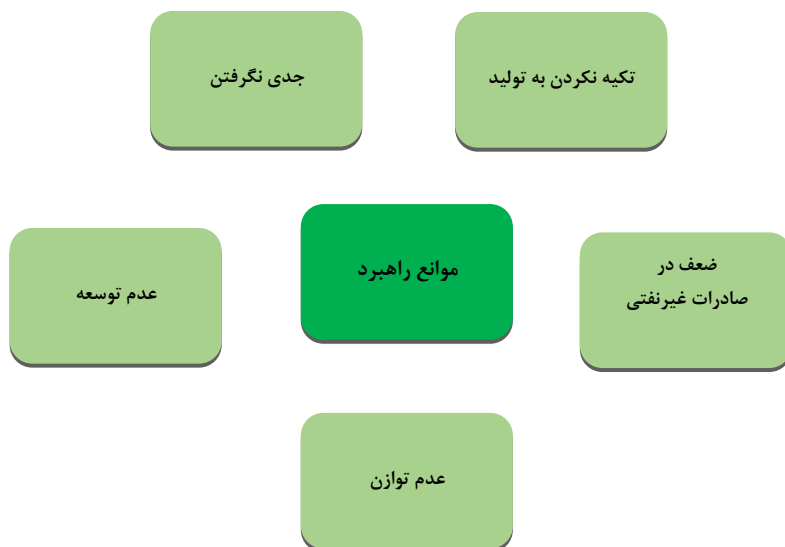 تکیه نکردن به تولید
جدی نگرفتن
موانع راهبرد
ضعف در
صادرات غیرنفتی
عدم توسعه
عدم توازن